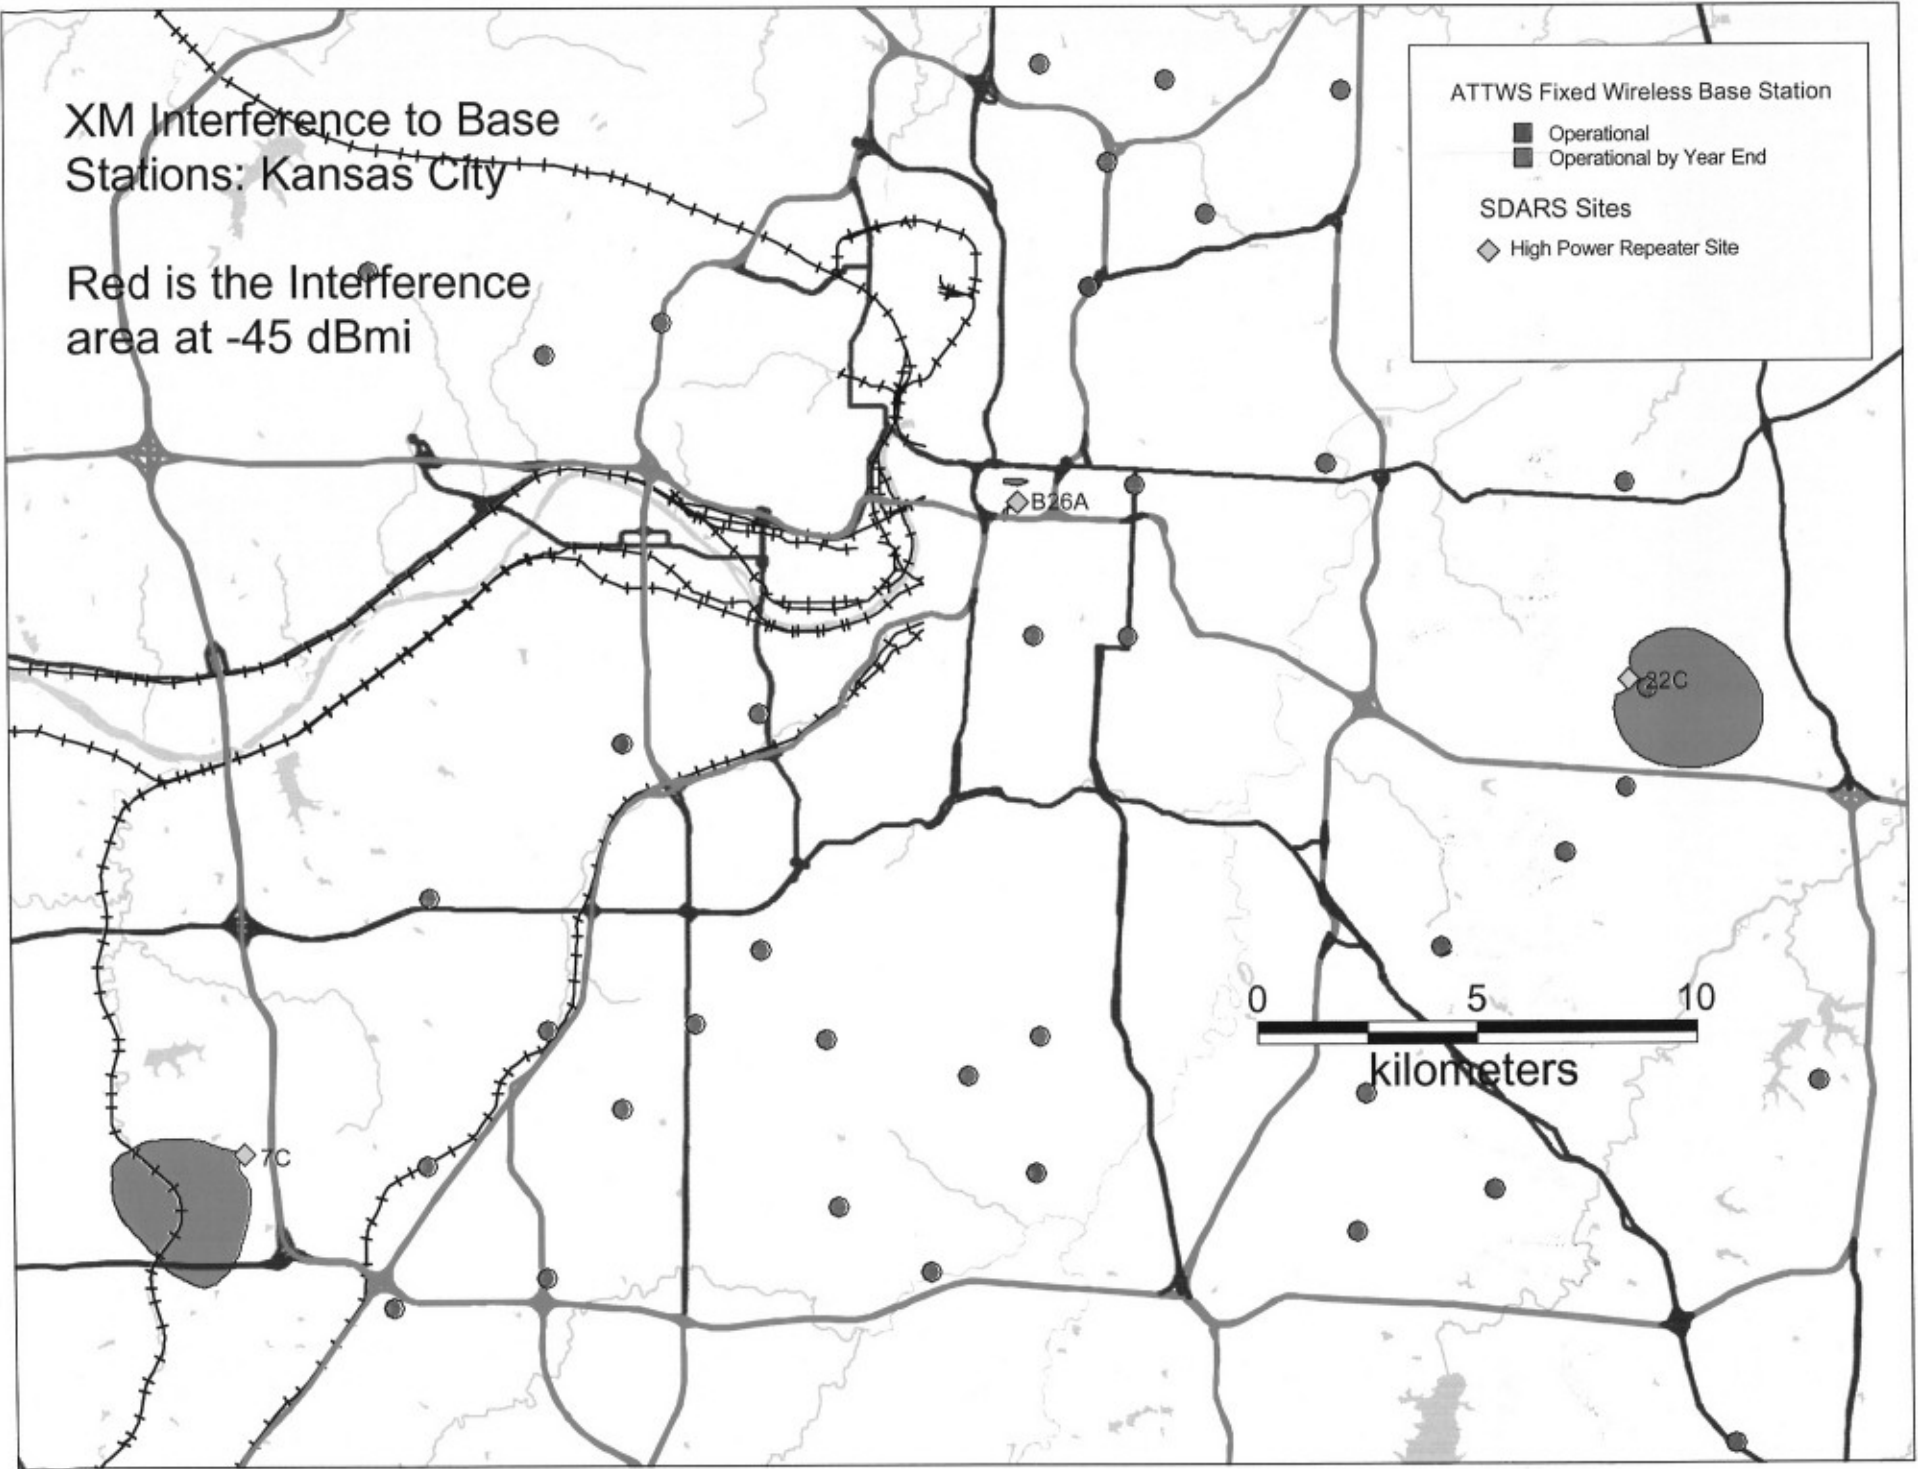 XM Interference to Base
Stations: Kansas City
Red is the Interference
area at -45 dBmi
ATTWS Fixed Wireless Base Station
Operational
Operational by Year End
SDARS Sites
High Power Repeater Site
B26A
22C
7C
0 5 10
kilometers